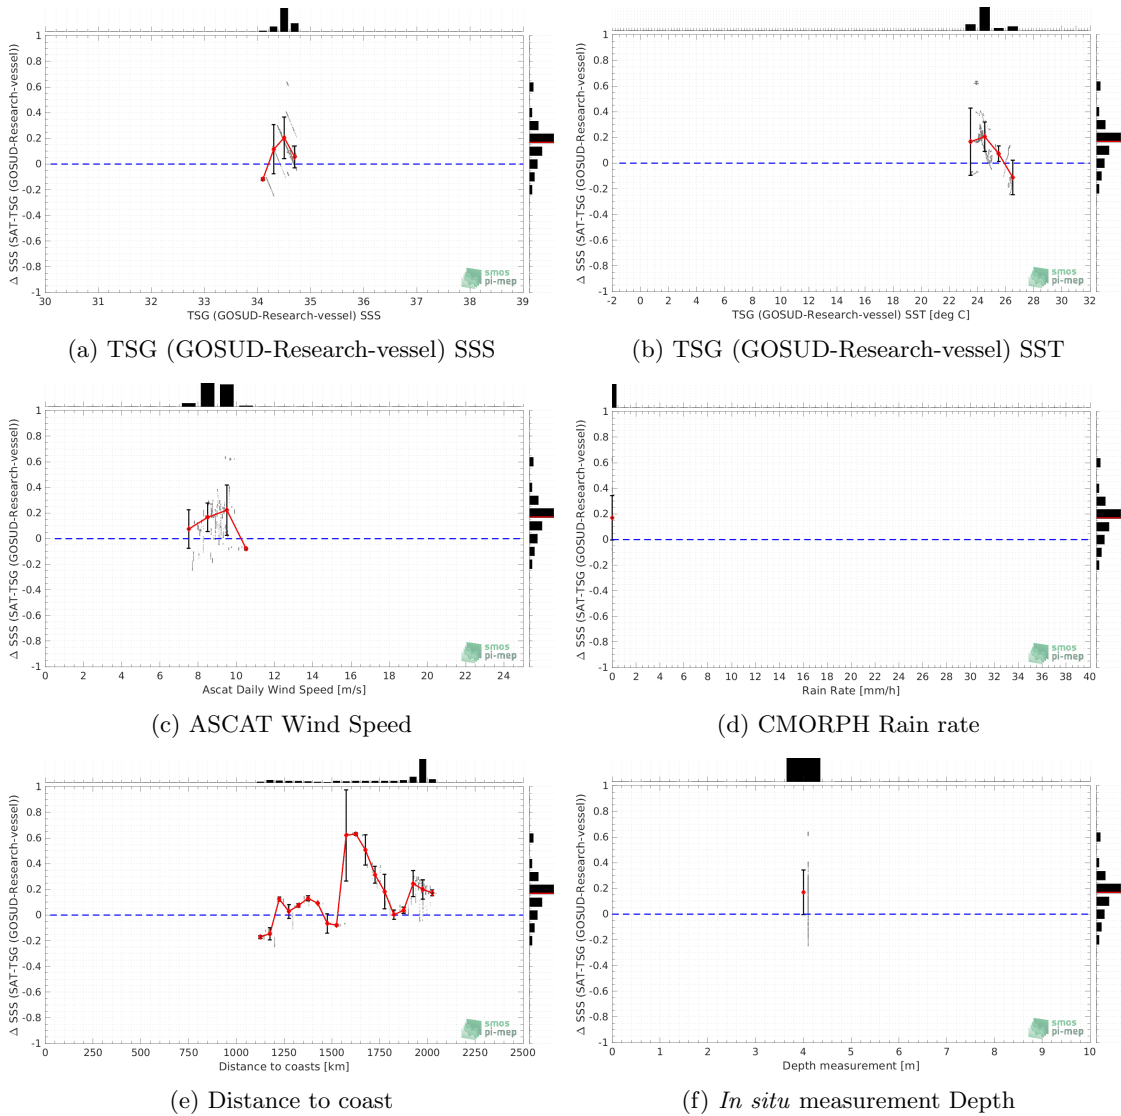 1
0.8
0.6
0.4
0.2
0
-0.2
-0.4
-0.6
-0.8
-1
Δ SSS (SAT-TSG (GOSUD-Research-vessel))
30 31 32 33 34 35 36 37 38 39
TSG (GOSUD-Research-vessel) SSS
smos
pi-mep
(a) TSG (GOSUD-Research-vessel) SSS
1
0.8
0.6
0.4
0.2
0
-0.2
-0.4
-0.6
-0.8
-1
Δ SSS (SAT-TSG (GOSUD-Research-vessel))
-2 0 2 4 6 8 10 12 14 16 18 20 22 24 26 28 30 32
TSG (GOSUD-Research-vessel) SST [deg C]
smos
pi-mep
(b) TSG (GOSUD-Research-vessel) SST
1
0.8
0.6
0.4
0.2
0
-0.2
-0.4
-0.6
-0.8
-1
Δ SSS (SAT-TSG (GOSUD-Research-vessel))
0 2 4 6 8 10 12 14 16 18 20 22 24
Ascat Daily Wind Speed [m/s]
smos
pi-mep
(c) ASCAT Wind Speed
1
0.8
0.6
0.4
0.2
0
-0.2
-0.4
-0.6
-0.8
-1
Δ SSS (SAT-TSG (GOSUD-Research-vessel))
0 2 4 6 8 10 12 14 16 18 20 22 24 26 28 30 32 34 36 38 40
Rain Rate [mm/h]
smos
pi-mep
(d) CMORPH Rain rate
1
0.8
0.6
0.4
0.2
0
-0.2
-0.4
-0.6
-0.8
-1
Δ SSS (SAT-TSG (GOSUD-Research-vessel))
0 250 500 750 1000 1250 1500 1750 2000 2250 2500
Distance to coasts [km]
smos
pi-mep
(e) Distance to coast
1
0.8
0.6
0.4
0.2
0
-0.2
-0.4
-0.6
-0.8
-1
Δ SSS (SAT-TSG (GOSUD-Research-vessel))
0 1 2 3 4 5 6 7 8 9 10
Depth measurement [m]
smos
pi-mep
(f) In situ measurement Depth